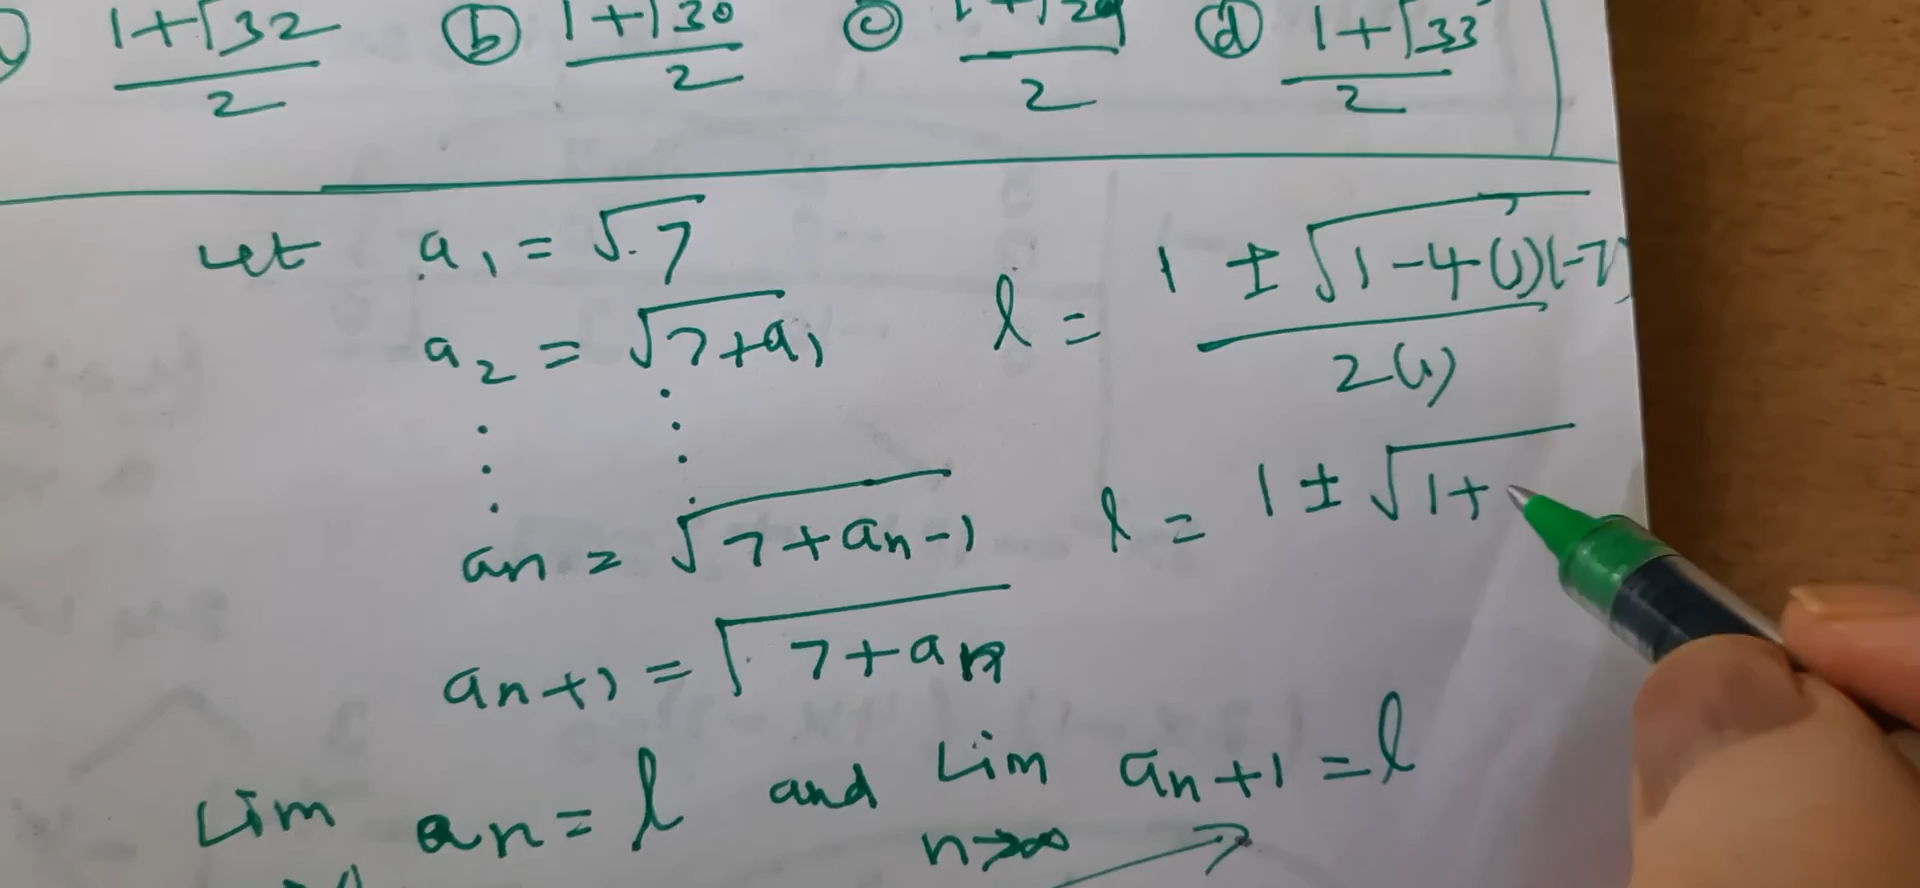 1+√32/2 (b) 1+√30/2 (c) 1+√29/2 (d) 1+√33/2
Let a₁ = √7
a₂ = √7+a₁
an = √7+an-1
an+1 = √7+an
Lim an = l and Lim n→∞ an+1 = l
l = 1 ± √1-4(1)(-7) / 2(1)
l = 1 ± √1+